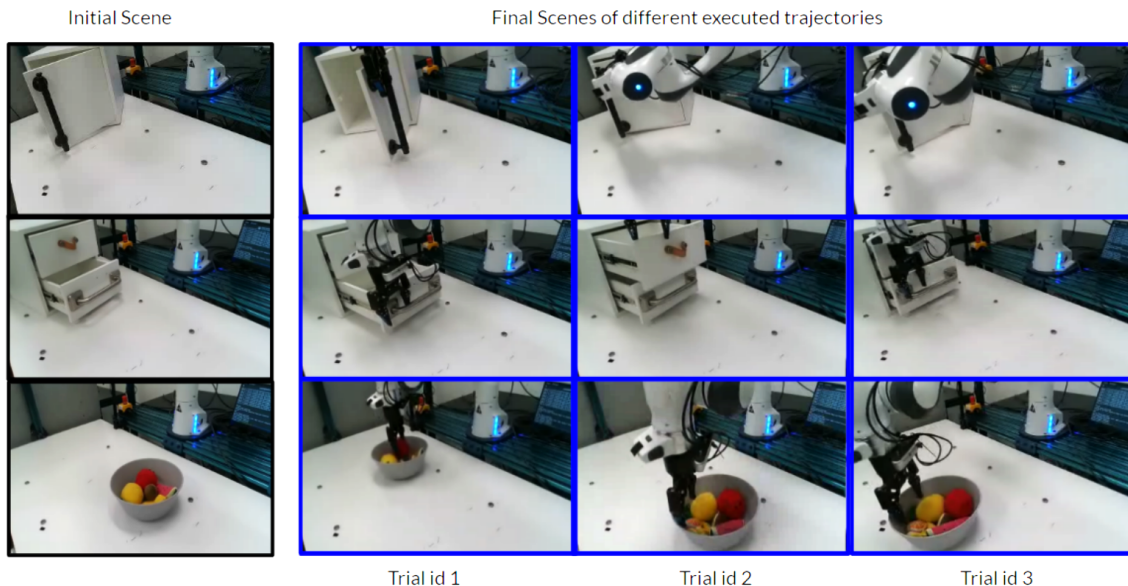 Initial Scene
Final Scenes of different executed trajectories
Trial id 1
Trial id 2
Trial id 3